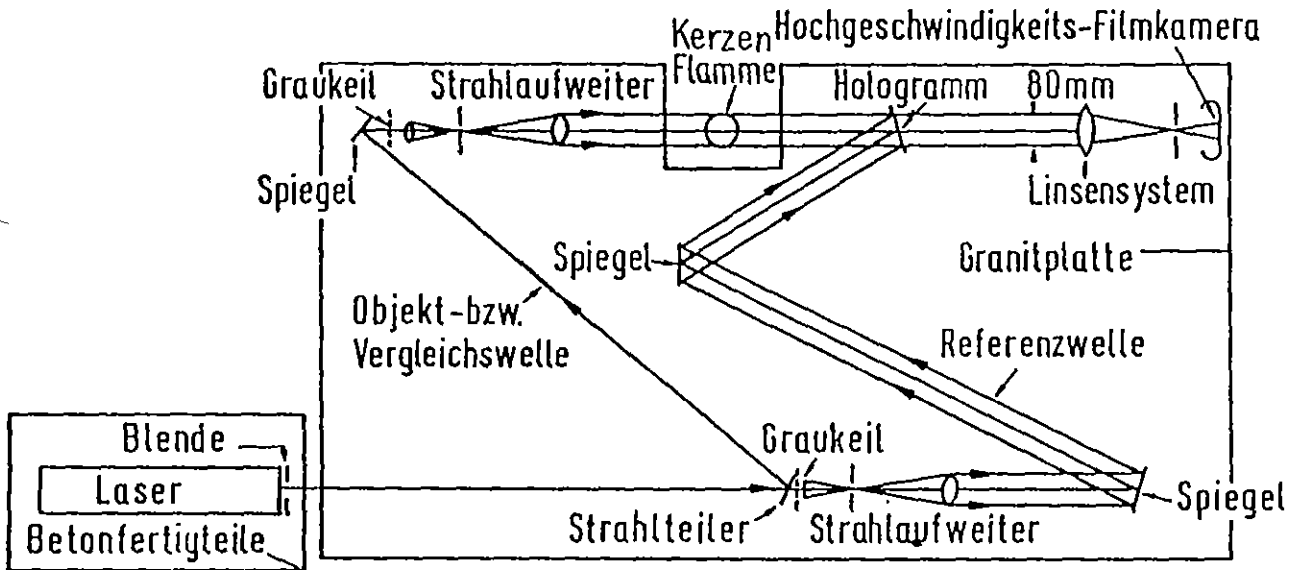 Hochgeschwindigkeits-Filmkamera
Kerzen
Flamme
Graukeil
Strahlaufweiter
Hologramm
80mm
Spiegel
Linsensystem
Spiegel
Granitplatte
Objekt-bzw.
Vergleichswelle
Referenzwelle
Blende
Graukeil
Laser
Spiegel
Strahlteiler
Strahlaufweiter
Betonfertigteile